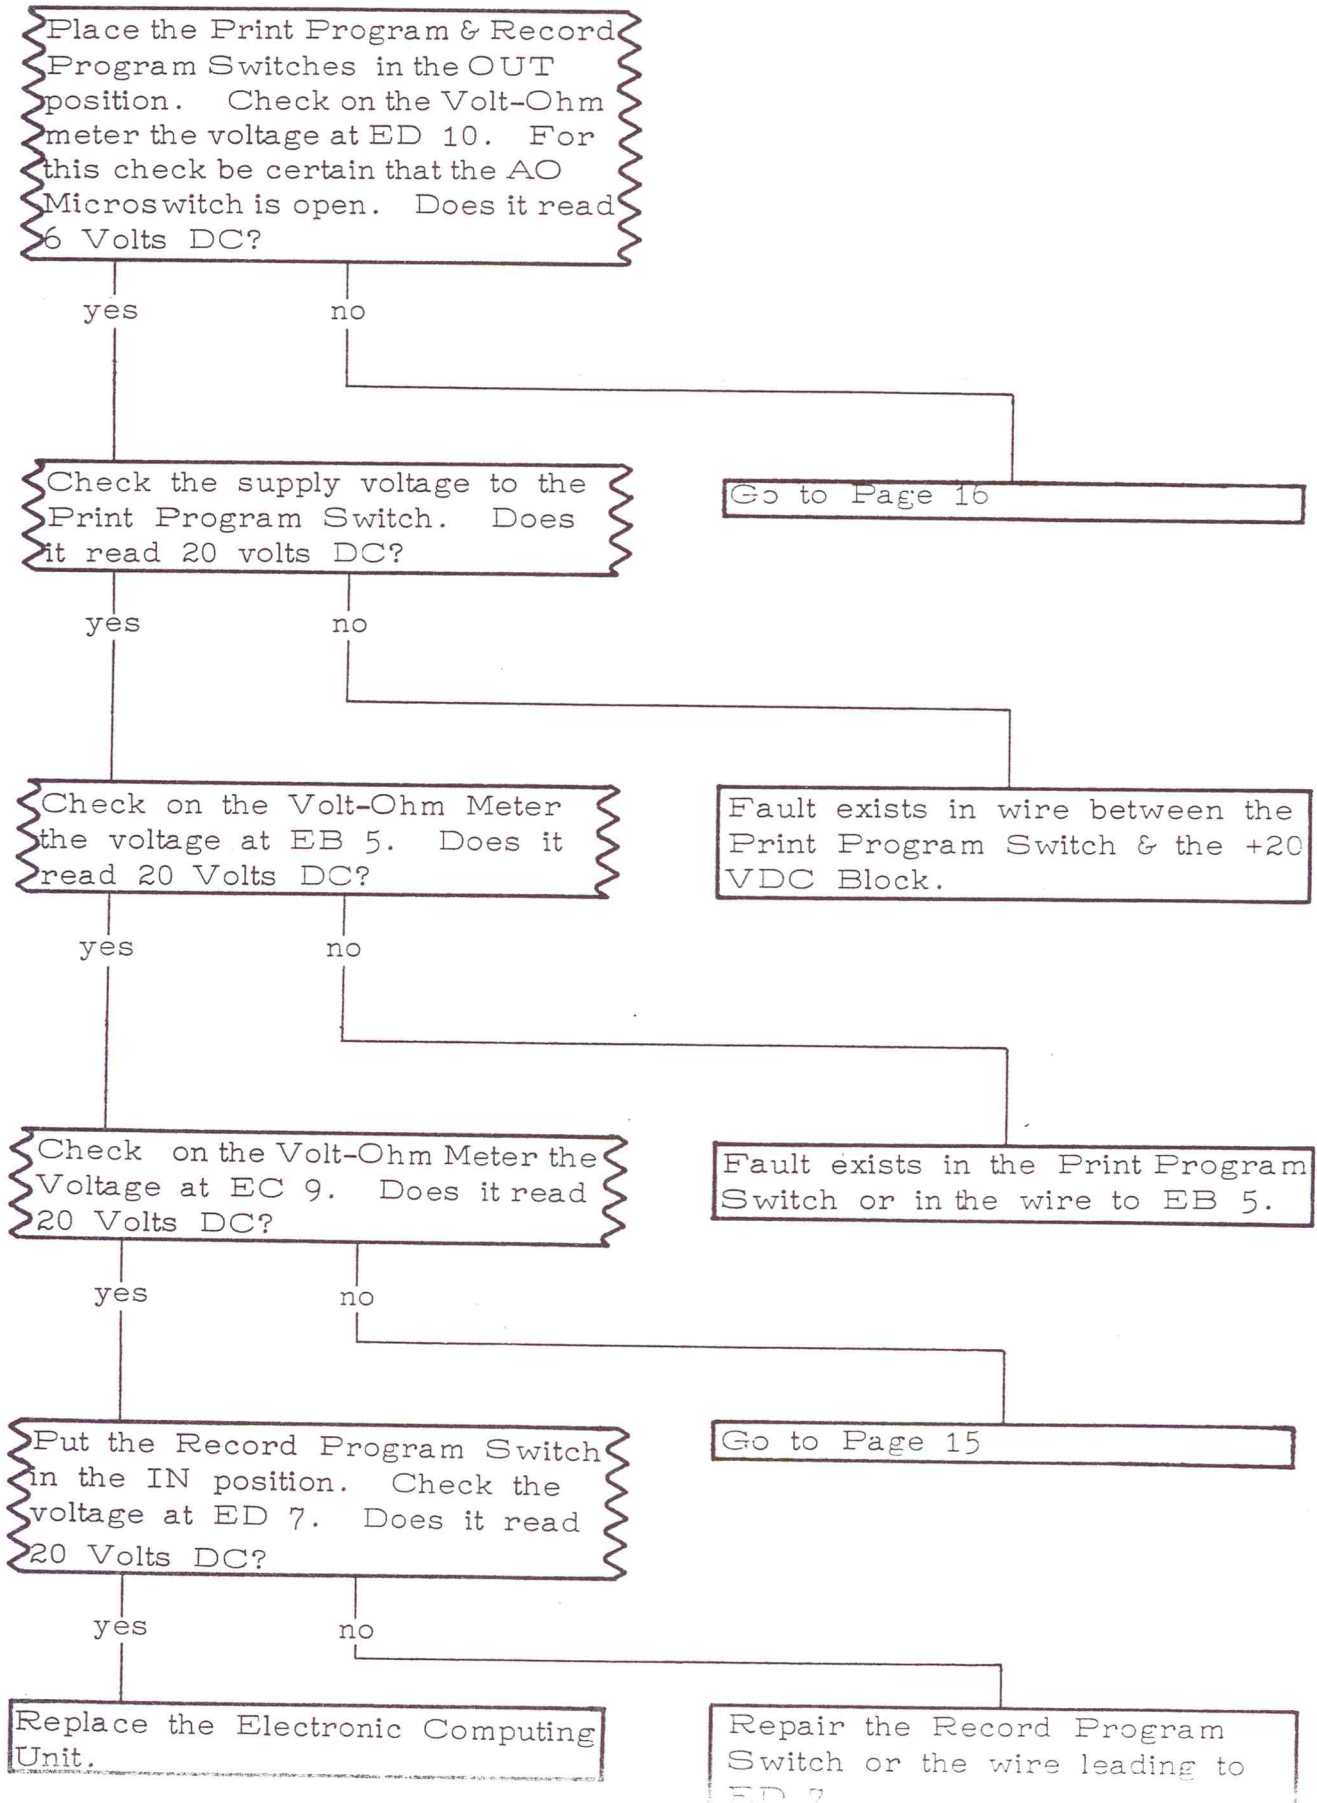 Place the Print Program & Record
Program Switches in the OUT
position. Check on the Volt-Ohm
meter the voltage at ED 10. For
this check be certain that the AO
Microswitch is open. Does it read
6 Volts DC?
yes
no
Go to Page 16
Check the supply voltage to the
Print Program Switch. Does
it read 20 volts DC?
yes
no
Fault exists in wire between the
Print Program Switch & the +20
VDC Block.
Check on the Volt-Ohm Meter
the voltage at EB 5. Does it
read 20 Volts DC?
yes
no
Fault exists in the Print Program
Switch or in the wire to EB 5.
Check on the Volt-Ohm Meter the
Voltage at EC 9. Does it read
20 Volts DC?
yes
no
Go to Page 15
Put the Record Program Switch
in the IN position. Check the
voltage at ED 7. Does it read
20 Volts DC?
yes
no
Replace the Electronic Computing
Unit.
Repair the Record Program
Switch or the wire leading to
ED 7